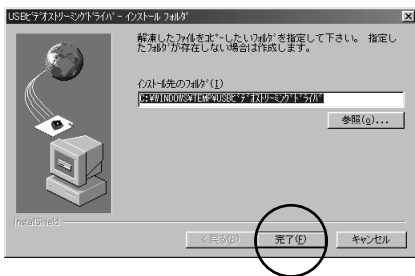 USBﾋﾞﾃﾞｵｽﾄﾘｰﾐﾝｸﾞﾄﾞﾗｲﾊﾞ - ｲﾝｽﾄｰﾙ ﾌｫﾙﾀﾞ
解凍したﾌｧｲﾙをｺﾋﾟｰしたいﾌｫﾙﾀﾞを指定して下さい。 指定し
たﾌｫﾙﾀﾞが存在しない場合は作成します。
ｲﾝｽﾄｰﾙ先のﾌｫﾙﾀﾞ(I)
C:¥WINDOWS¥TEMP¥USBﾋﾞﾃﾞｵｽﾄﾘｰﾐﾝｸﾞﾄﾞﾗｲﾊﾞ
参照(o)...
InstallShield
< 戻る(B)
完了(F)
キャンセル